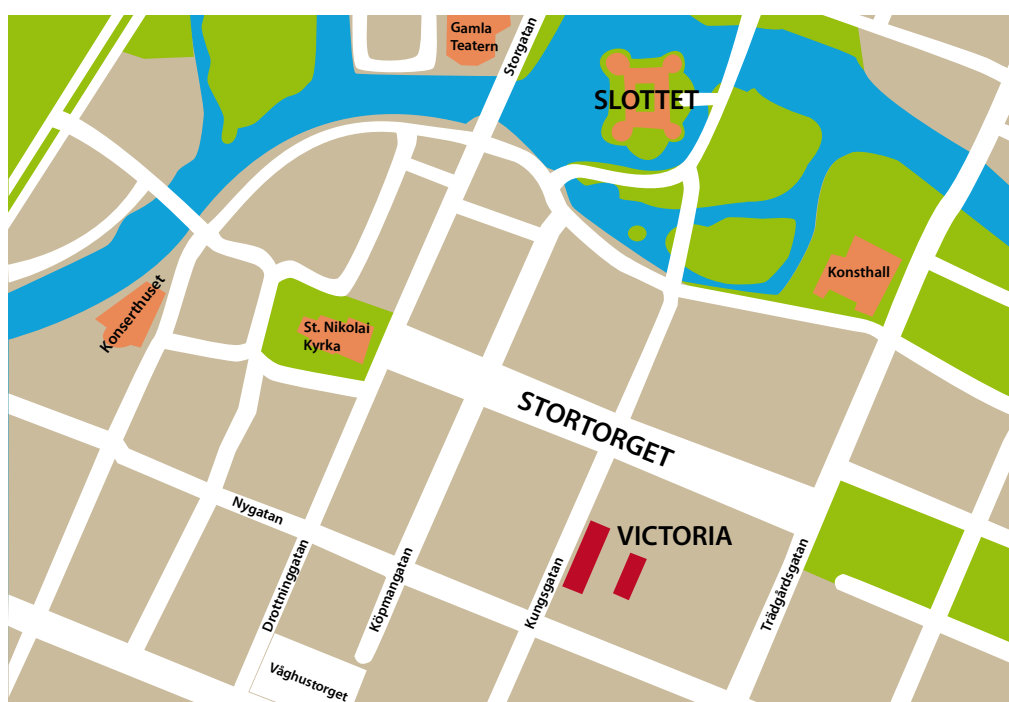 Gamla
Teatern
Storgatan
SLOTTET
Konserthuset
Konsthall
St. Nikolai
Kyrka
STORTORGET
Nygatan
VICTORIA
Drottninggatan
Köpmangatan
Kungsgatan
Trädgårdsgatan
Våghustorget